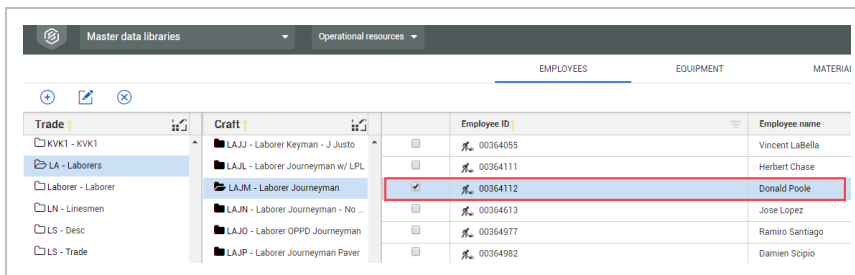 Master data libraries Operational resources
EMPLOYEES EQUIPMENT MATERIAL
Trade Craft Employee ID Employee name
KVK1 - KVK1 LAJJ - Laborer Keyman - J Justo 00364055 Vincent LaBella
LA - Laborers LAJL - Laborer Journeyman w/ LPL 00364111 Herbert Chase
Laborer - Laborer LAJM - Laborer Journeyman 00364112 Donald Poole
LN - Linesmen LAJN - Laborer Journeyman - No ... 00364613 Jose Lopez
LS - Desc LAJO - Laborer OPPD Journeyman 00364977 Ramiro Santiago
LS - Trade LAJP - Laborer Journeyman Paver 00364982 Damien Scipio